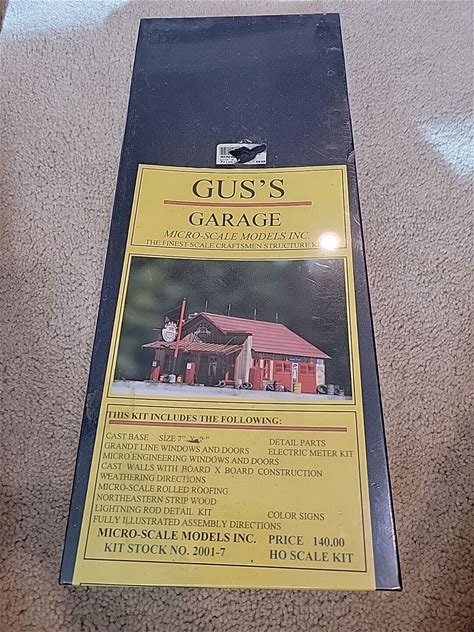 GUS'S
GARAGE
MICRO-SCALE MODELS INC.
THE FINEST SCALE CRAFTSMEN STRUCTURE
THIS KIT INCLUDES THE FOLLOWING:
CAST BASE SIZE 7" X 9" DETAIL PARTS
GRANDT LINE WINDOWS AND DOORS ELECTRIC METER KIT
MICRO ENGINEERING WINDOWS AND DOORS
CAST WALLS WITH BOARD X BOARD CONSTRUCTION
WEATHERING DIRECTIONS
MICRO-SCALE ROLLED ROOFING
NORTHEASTERN STRIP WOOD
LIGHTNING ROD DETAIL KIT COLOR SIGNS
FULLY ILLUSTRATED ASSEMBLY DIRECTIONS
MICRO-SCALE MODELS INC. PRICE 140.00
KIT STOCK NO. 2001-7 HO SCALE KIT